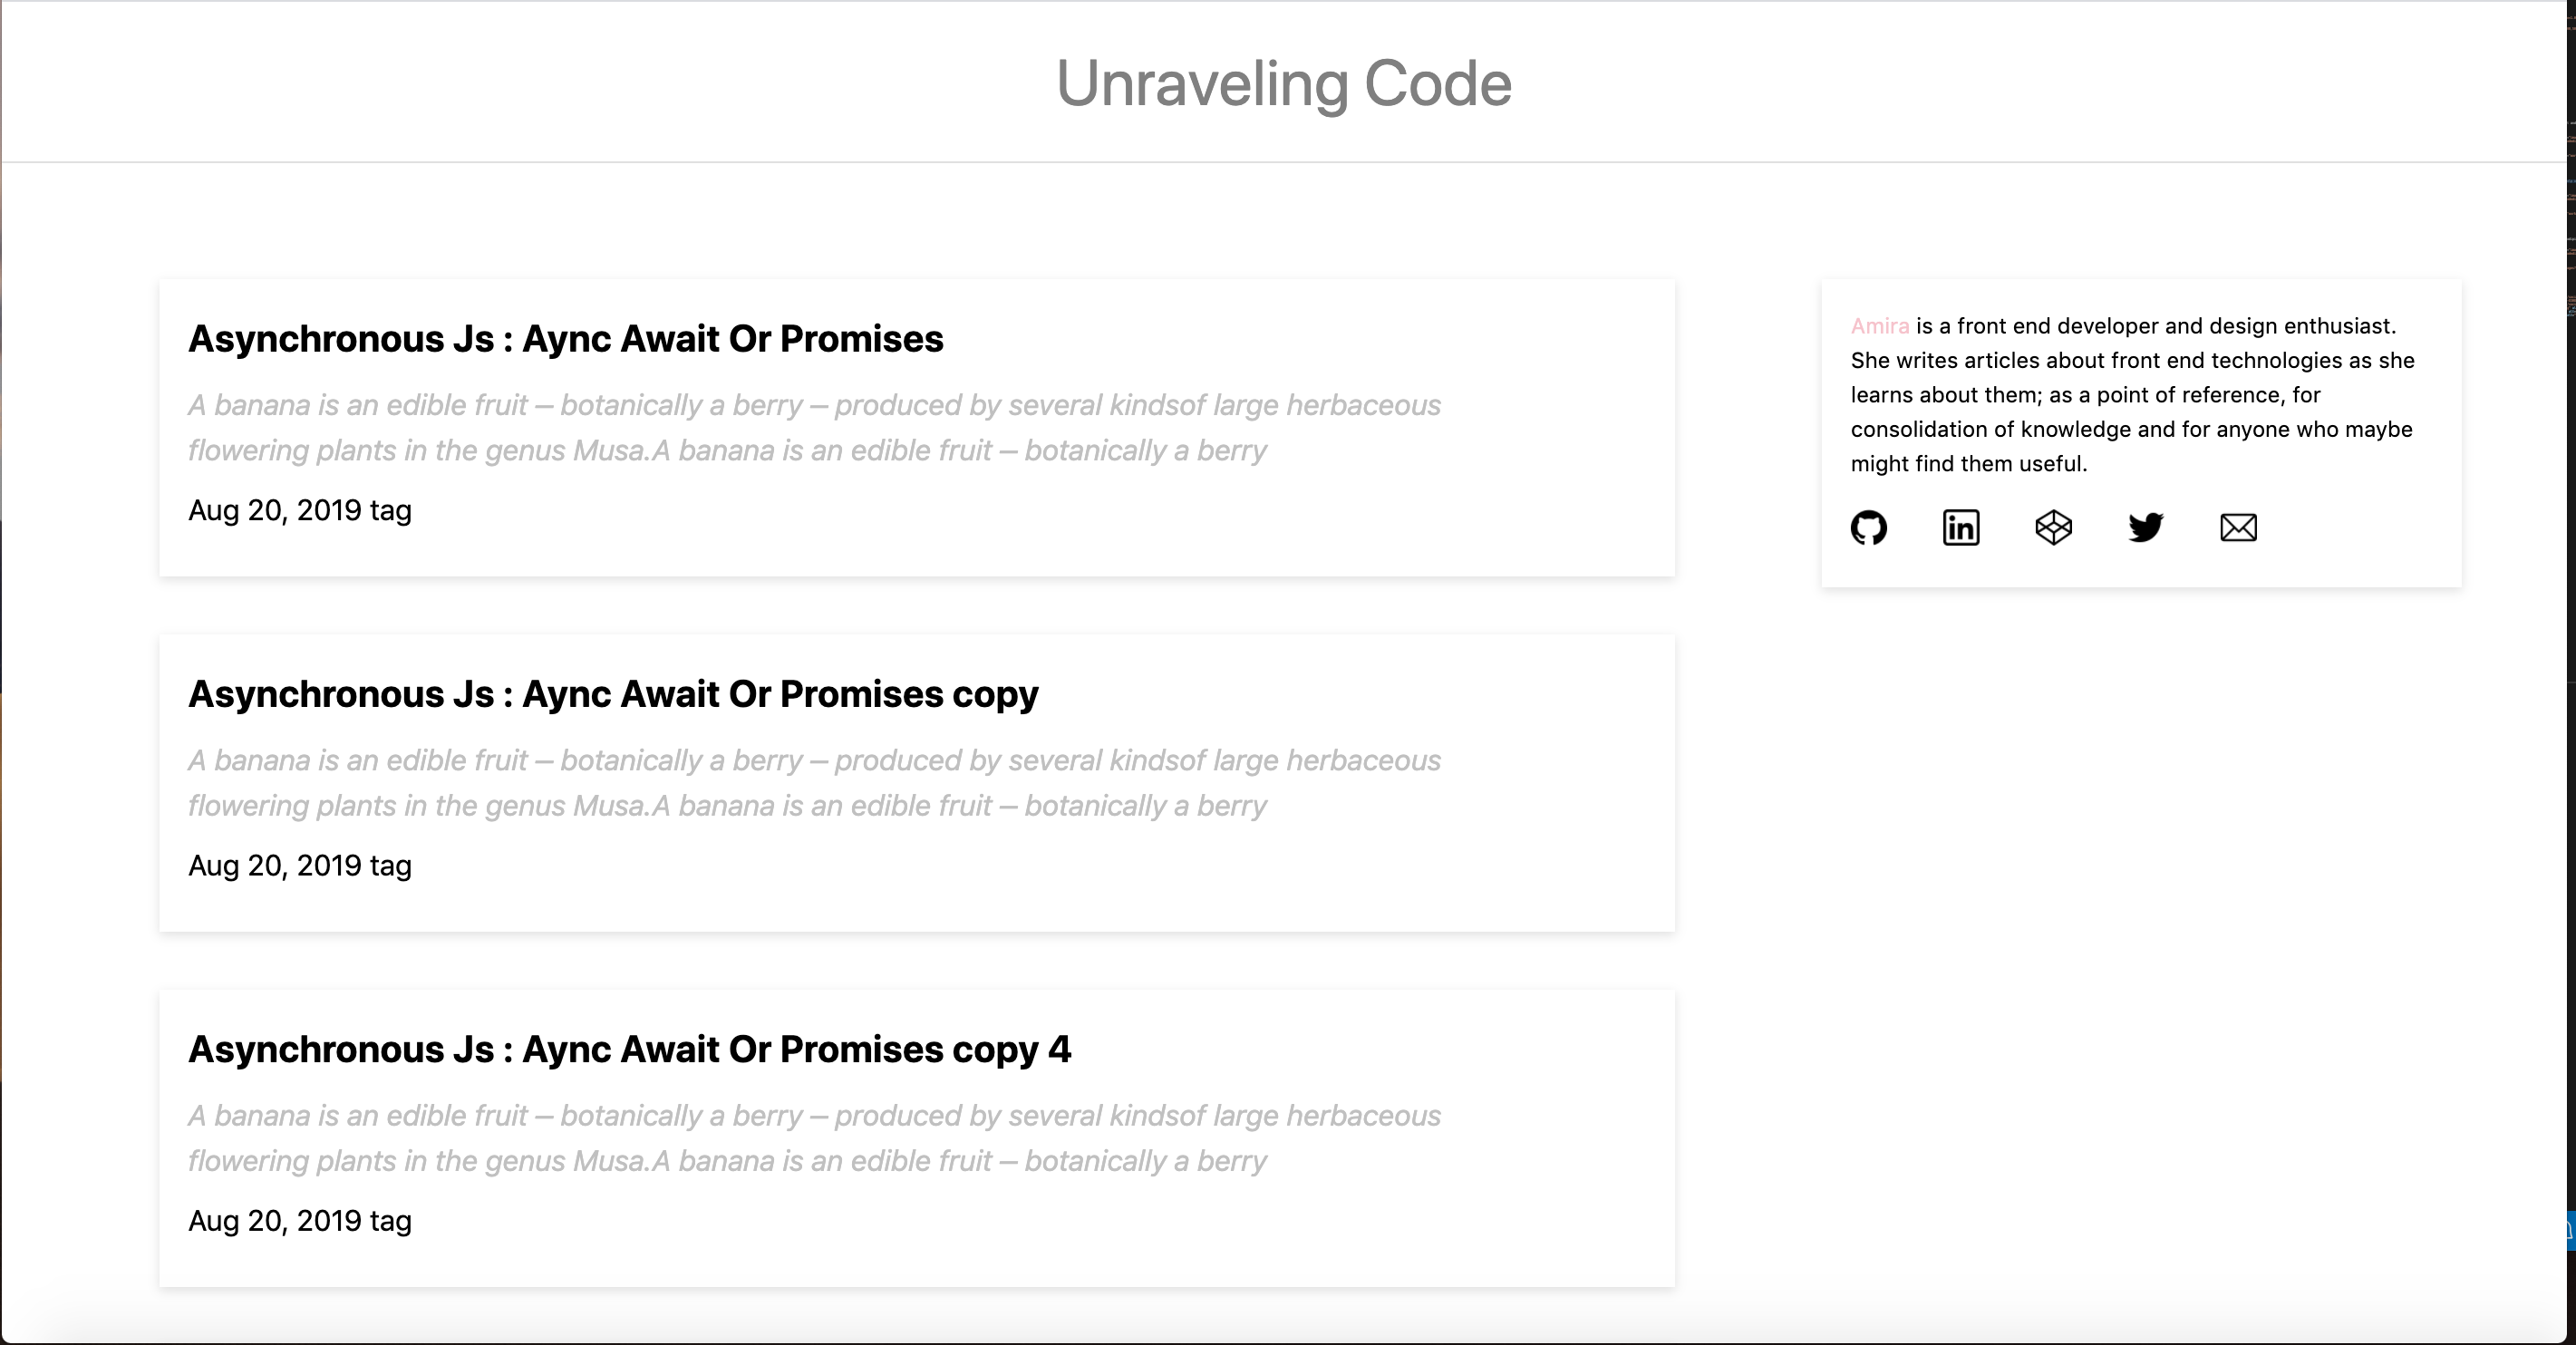 Unraveling Code
Asynchronous Js : Aync Await Or Promises
A banana is an edible fruit – botanically a berry – produced by several kindsof large herbaceous
flowering plants in the genus Musa.A banana is an edible fruit – botanically a berry
Aug 20, 2019 tag
Asynchronous Js : Aync Await Or Promises copy
A banana is an edible fruit – botanically a berry – produced by several kindsof large herbaceous
flowering plants in the genus Musa.A banana is an edible fruit – botanically a berry
Aug 20, 2019 tag
Asynchronous Js : Aync Await Or Promises copy 4
A banana is an edible fruit – botanically a berry – produced by several kindsof large herbaceous
flowering plants in the genus Musa.A banana is an edible fruit – botanically a berry
Aug 20, 2019 tag
Amira is a front end developer and design enthusiast.
She writes articles about front end technologies as she
learns about them; as a point of reference, for
consolidation of knowledge and for anyone who maybe
might find them useful.
in